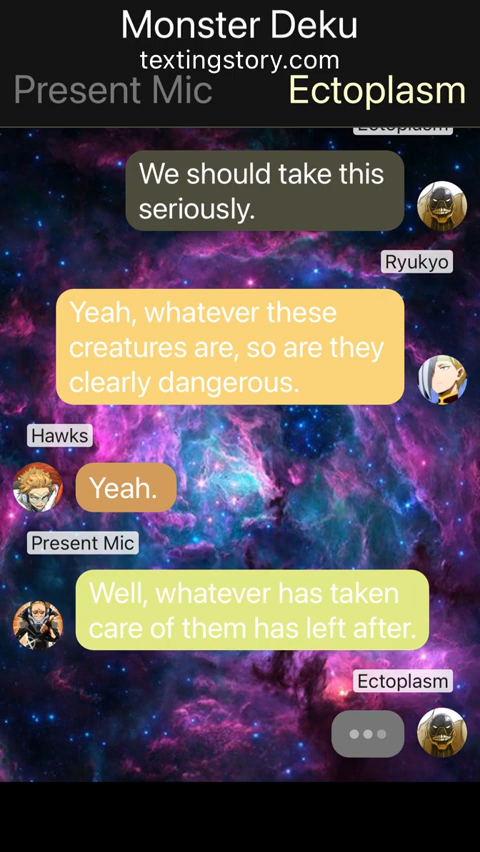 Monster Deku
textingstory.com
Present Mic Ectoplasm
Ectoplasm
We should take this
seriously.
Ryukyo
Yeah, whatever these
creatures are, so are they
clearly dangerous.
Hawks
Yeah.
Present Mic
Well, whatever has taken
care of them has left after.
Ectoplasm